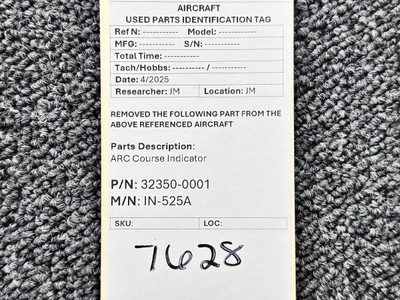 AIRCRAFT
USED PARTS IDENTIFICATION TAG
Ref N: ----------- Model: -----------
MFG: ----------- S/N: -----------
Total Time: -----------
Tach/Hobbs: ---------- / -----------
Date: 4/2025
Researcher: JM Location: JM
REMOVED THE FOLLOWING PART FROM THE
ABOVE REFERENCED AIRCRAFT
Parts Description:
ARC Course Indicator
P/N: 32350-0001
M/N: IN-525A
SKU: LOC:
7628